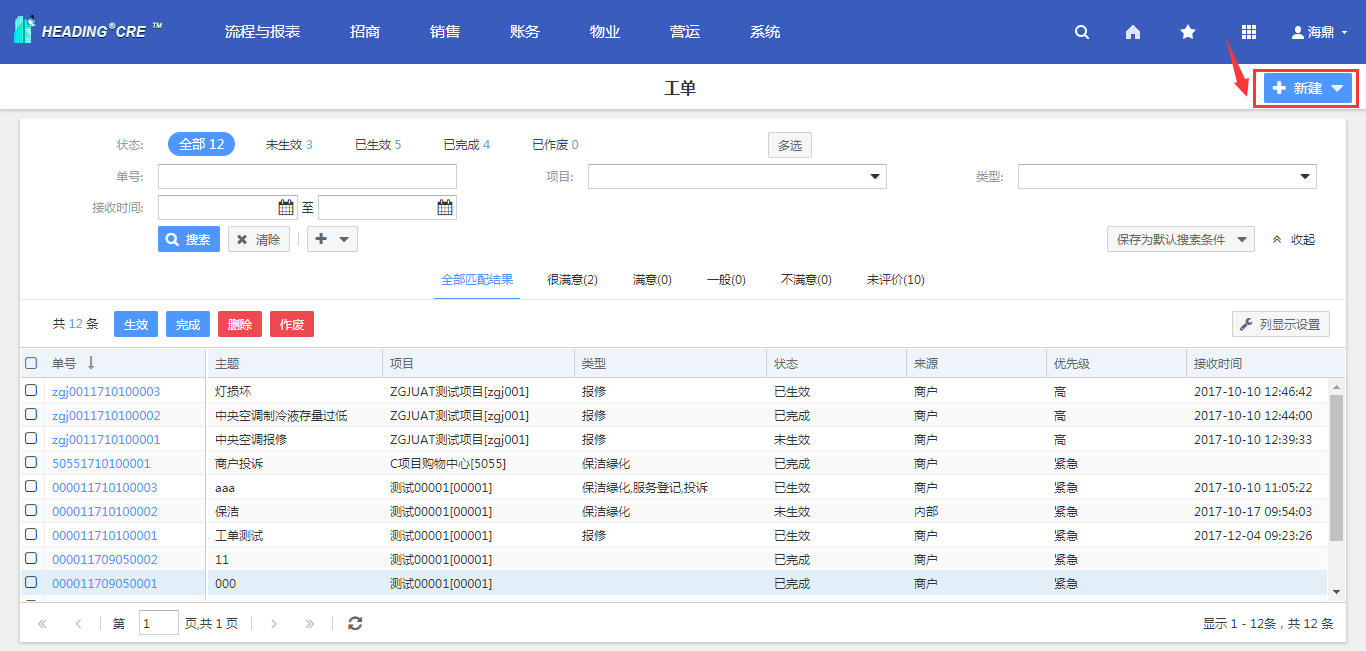 HEADING®CRE ™ 流程与报表 招商 销售 账务 物业 营运 系统 海鼎
工单
新建
状态: 全部 12 未生效 3 已生效 5 已完成 4 已作废 0 多选
单号: 项目: 类型:
接收时间: 至
搜索 清除 保存为默认搜索条件 收起
全部匹配结果 很满意(2) 满意(0) 一般(0) 不满意(0) 未评价(10)
共 12 条 生效 完成 删除 作废 列显示设置
单号 主题 项目 类型 状态 来源 优先级 接收时间
zgj0011710100003 灯损坏 ZGJUAT测试项目[zgj001] 报修 已生效 商户 高 2017-10-10 12:46:42
zgj0011710100002 中央空调制冷液存量过低 ZGJUAT测试项目[zgj001] 报修 已完成 商户 高 2017-10-10 12:44:00
zgj0011710100001 中央空调报修 ZGJUAT测试项目[zgj001] 报修 未生效 商户 高 2017-10-10 12:39:33
50551710100001 商户投诉 C项目购物中心[5055] 保洁绿化 已完成 商户 紧急
000011710100003 aaa 测试00001[00001] 保洁绿化,服务登记,投诉 已生效 商户 紧急 2017-10-10 11:05:22
000011710100002 保洁 测试00001[00001] 保洁绿化 未生效 内部 紧急 2017-10-17 09:54:03
000011710100001 工单测试 测试00001[00001] 报修 已生效 商户 紧急 2017-12-04 09:23:26
000011709050002 11 测试00001[00001] 已完成 商户 紧急
000011709050001 000 测试00001[00001] 已完成 商户 紧急
第 1 页,共 1 页 显示 1 - 12条，共 12 条